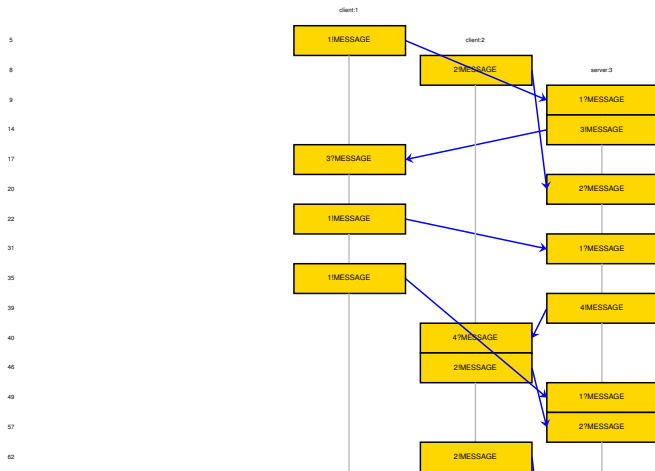 client:1
5 1!MESSAGE client:2
8 2!MESSAGE server:3
9 1?MESSAGE
14 3!MESSAGE
17 3?MESSAGE
20 2?MESSAGE
22 1!MESSAGE
31 1?MESSAGE
35 1!MESSAGE
39 4!MESSAGE
40 4?MESSAGE
46 2!MESSAGE
49 1?MESSAGE
57 2?MESSAGE
62 2!MESSAGE